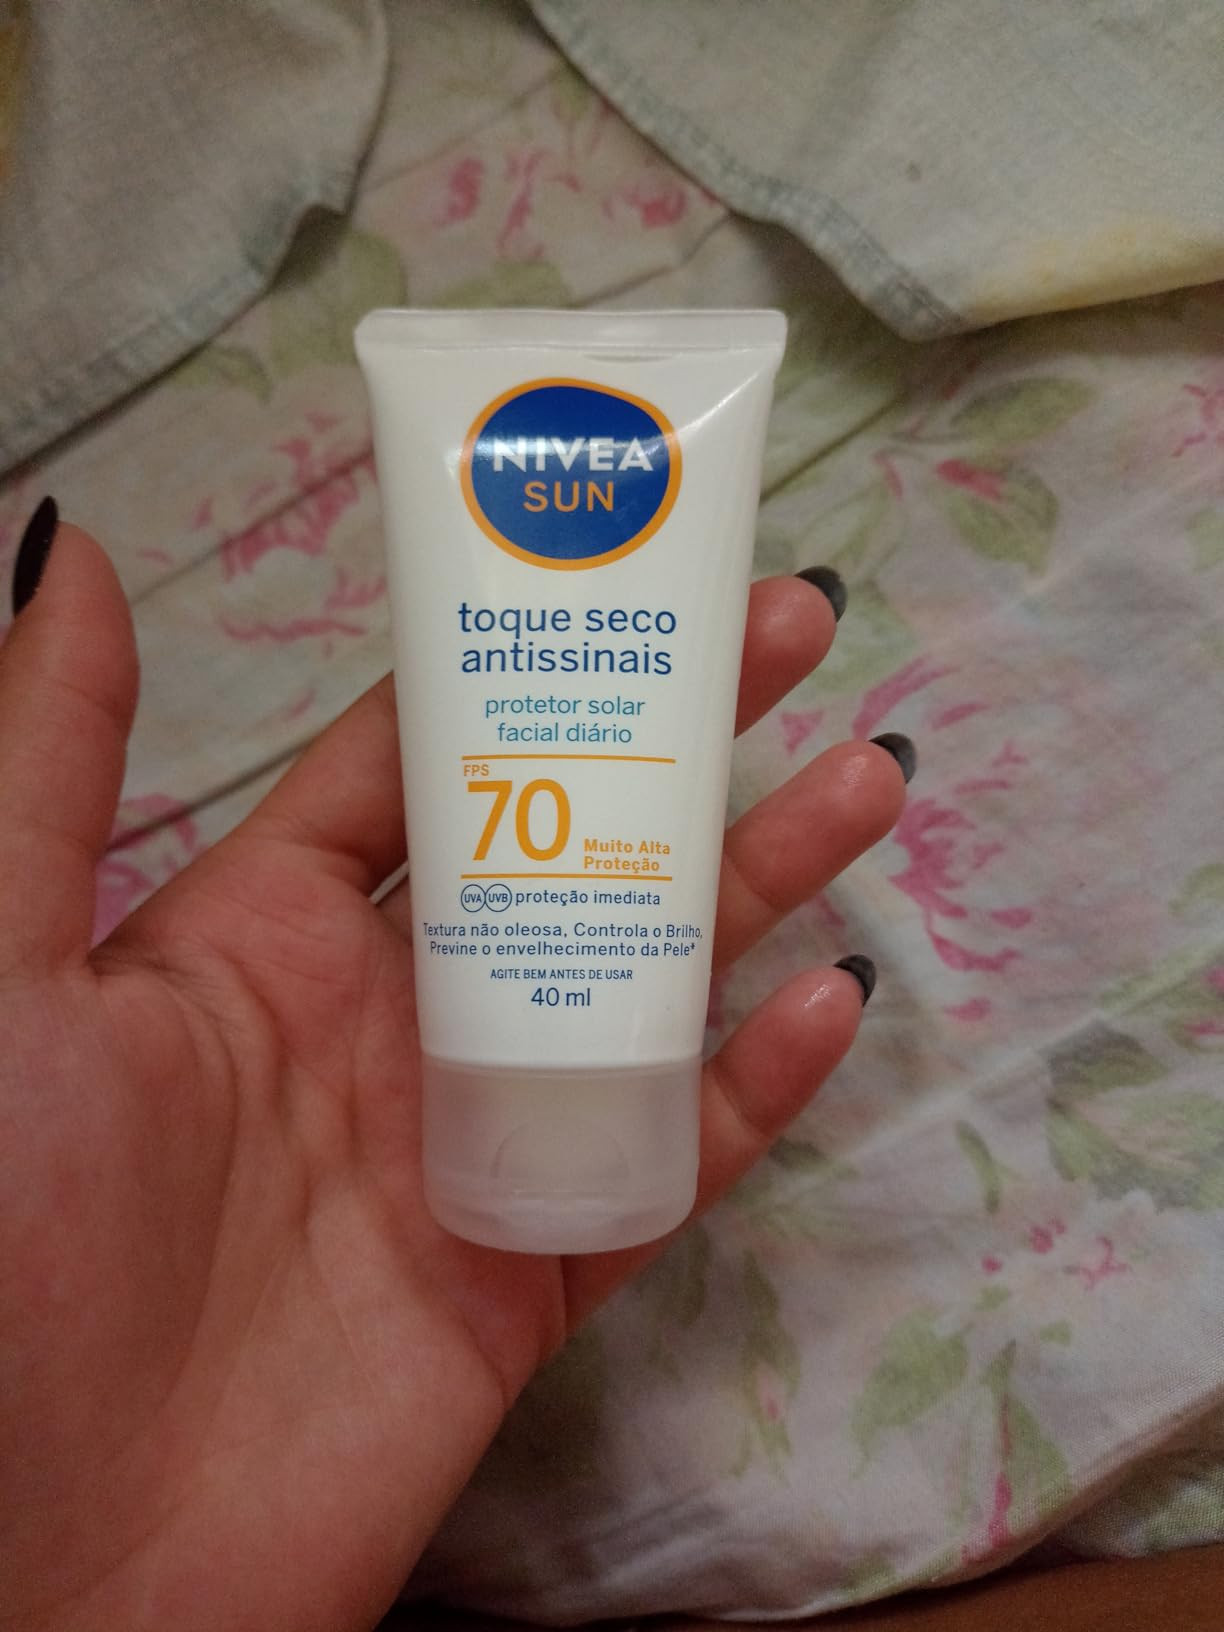 NIVEA
SUN
toque seco
antissinais
protetor solar
facial diário
FPS
70 Muito Alta
Proteção
UVA UVB proteção imediata
Textura não oleosa, Controla o Brilho,
Previne o envelhecimento da Pele*
AGITE BEM ANTES DE USAR
40 ml